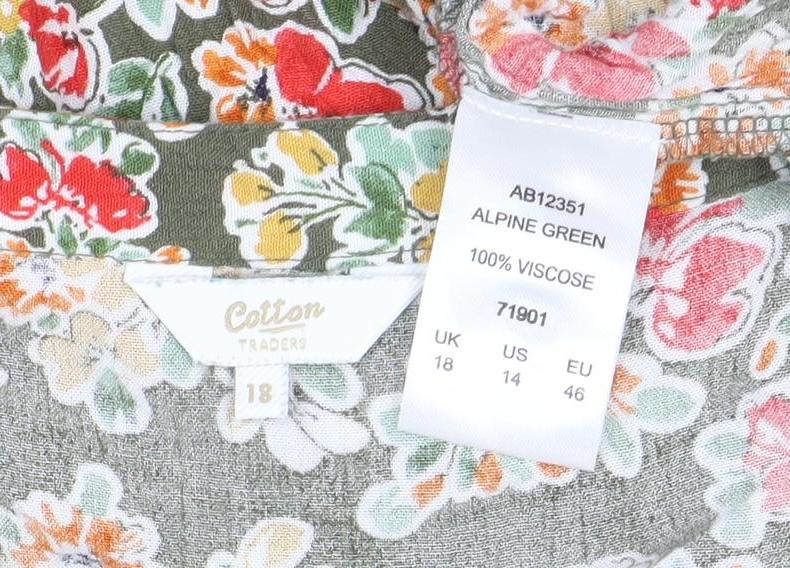 Cotton
TRADERS
18
AB12351
ALPINE GREEN
100% VISCOSE
71901
UK US EU
18 14 46